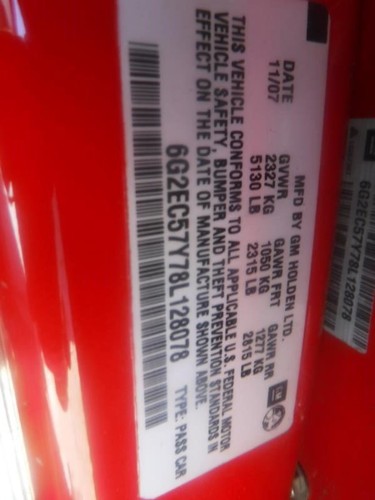 MFD BY GM HOLDEN LTD.
DATE GVWR GAWR FRT GAWR RR
11/07 2327 KG 1050 KG 1277 KG
5130 LB 2315 LB 2815 LB
THIS VEHICLE CONFORMS TO ALL APPLICABLE U.S. FEDERAL MOTOR
VEHICLE SAFETY, BUMPER AND THEFT PREVENTION STANDARDS IN
EFFECT ON THE DATE OF MANUFACTURE SHOWN ABOVE.
6G2EC57Y78L128078 TYPE: PASS CAR
GM
6G2EC57Y78L128078